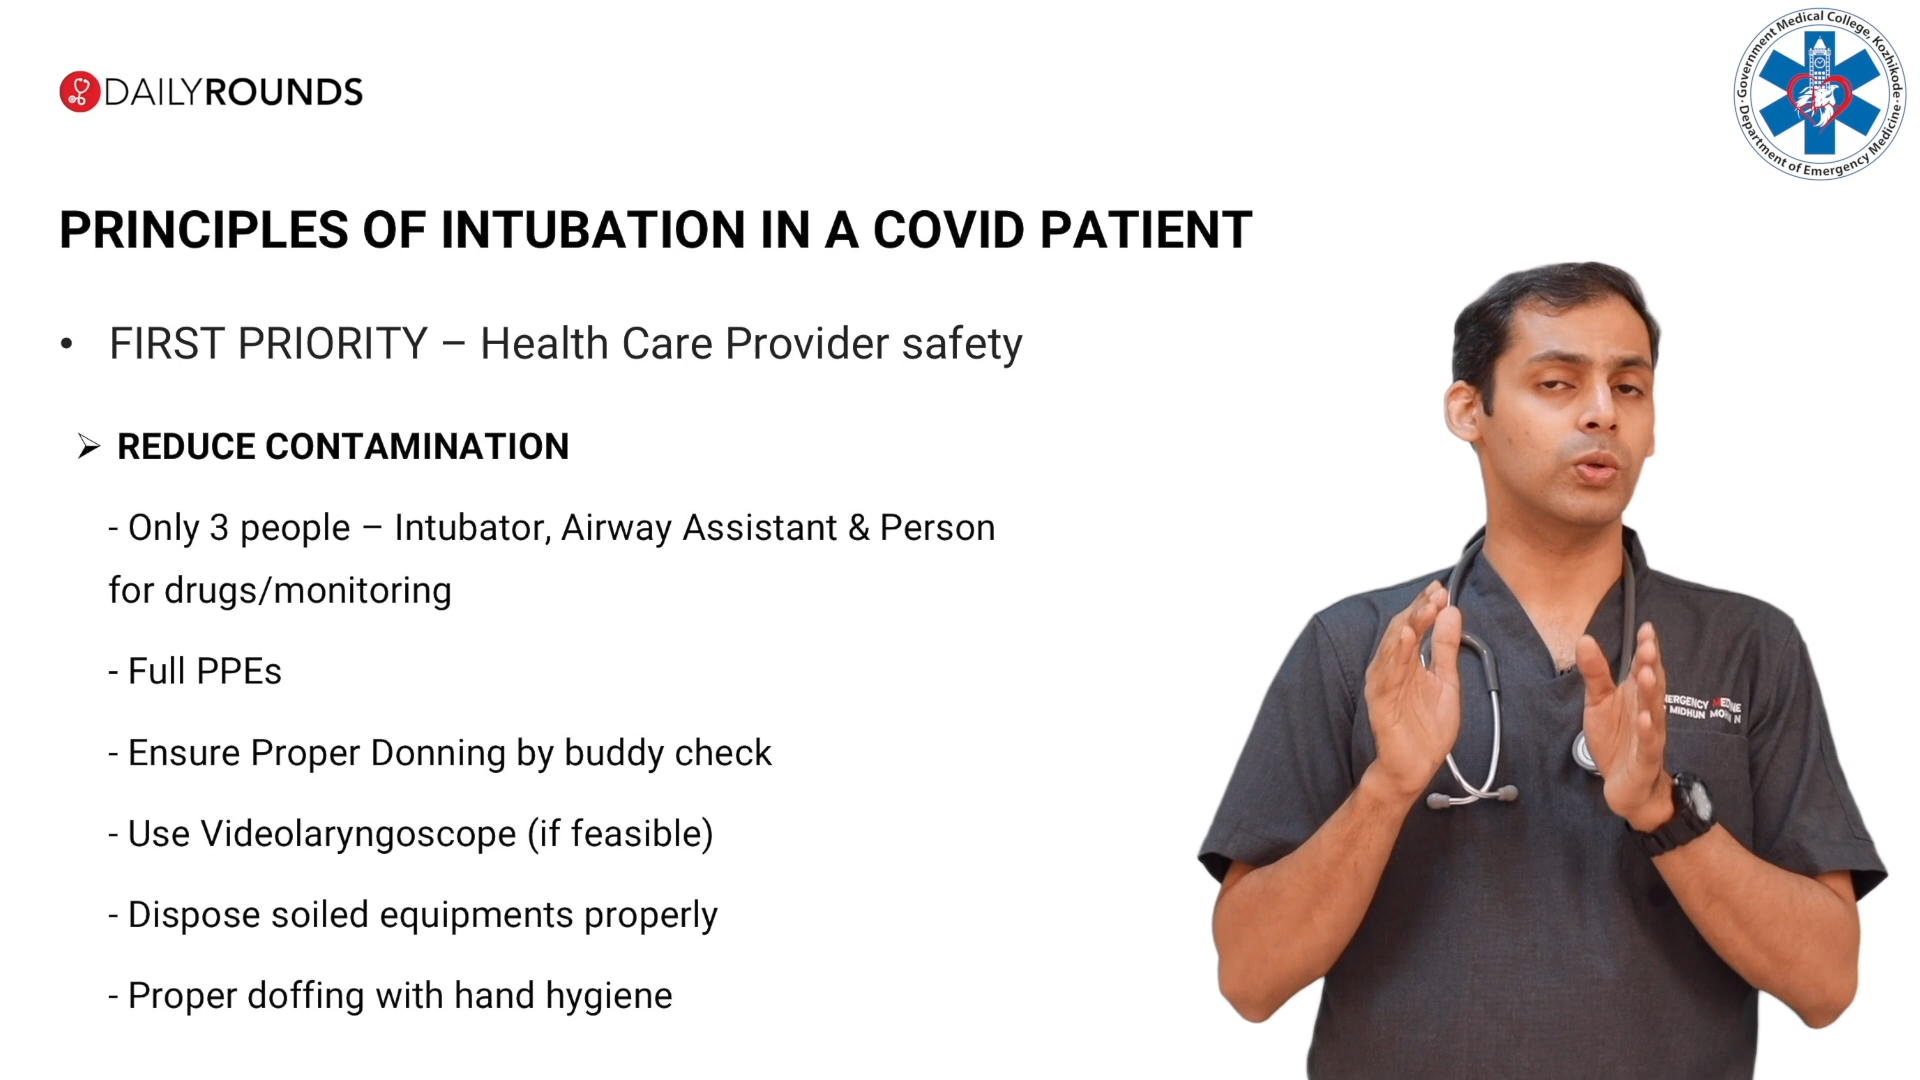 DAILYROUNDS
Government Medical College, Kozhikode
Department of Emergency Medicine
PRINCIPLES OF INTUBATION IN A COVID PATIENT
• FIRST PRIORITY – Health Care Provider safety
➢ REDUCE CONTAMINATION
- Only 3 people – Intubator, Airway Assistant & Person
for drugs/monitoring
- Full PPEs
- Ensure Proper Donning by buddy check
- Use Videolaryngoscope (if feasible)
- Dispose soiled equipments properly
- Proper doffing with hand hygiene
MIDHUN